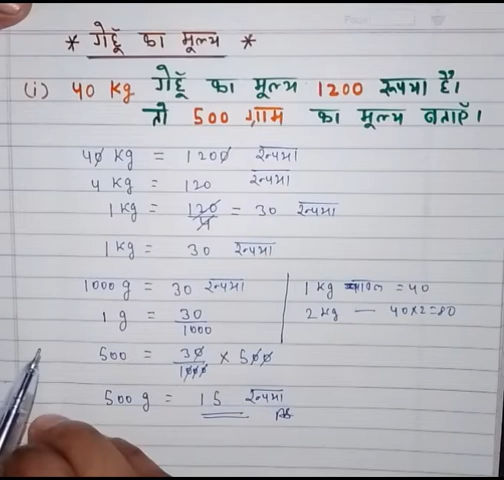 * गेहूँ का मूल्य *
(i) 40 Kg गेहूँ का मूल्य 1200 रूपया है।
तो 500 ग्राम का मूल्य बताएँ।
40 Kg = 1200 रूपया
4 Kg = 120 रूपया
1 Kg = 120/4 = 30 रूपया
1 Kg = 30 रूपया
1000 g = 30 रूपया
1 g = 30/1000
500 = 30/1000 × 500
500 g = 15 रूपया
1 Kg = 40
2 Kg — 40×2=80